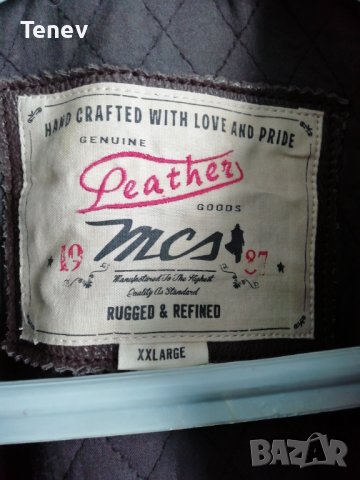 Tenev
HAND CRAFTED WITH LOVE AND PRIDE
GENUINE
Leather
GOODS
mcs
19 87
Manufactured To The Highest
Quality As Standard
RUGGED & REFINED
XXLARGE
BAZAR